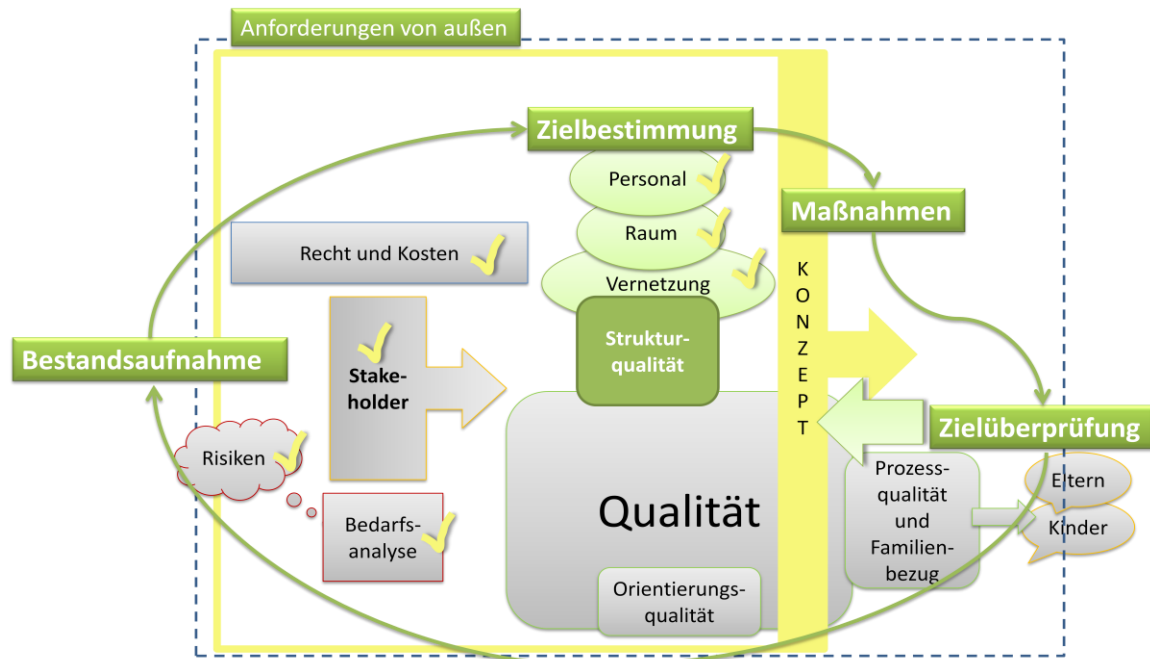 Anforderungen von außen
Zielbestimmung
Personal
Maßnahmen
Raum
Recht und Kosten
Vernetzung
KONZEPT
Struktur-
qualität
Bestandsaufnahme
Stake-
holder
Zielüberprüfung
Risiken
Prozess-
qualität
und
Familien-
bezug
Eltern
Kinder
Bedarfs-
analyse
Qualität
Orientierungs-
qualität